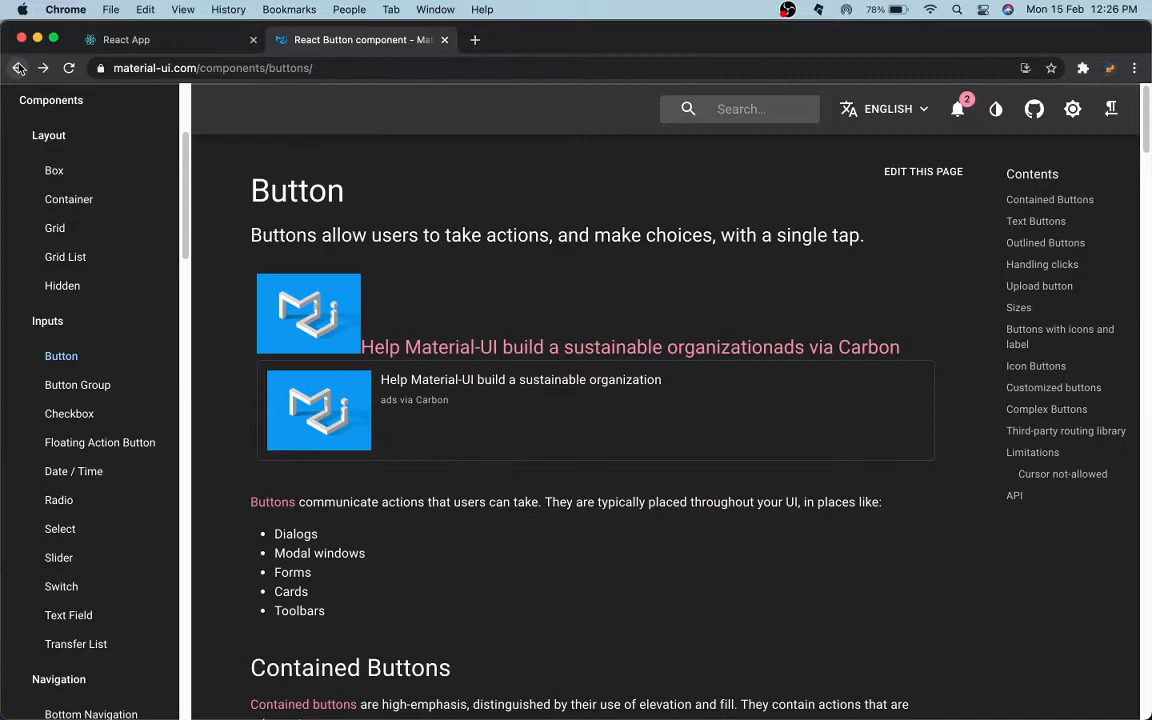 Chrome File Edit View History Bookmarks People Tab Window Help 78% Mon 15 Feb 12:26 PM
React App
React Button component - Mat
material-ui.com/components/buttons/
Components
Layout
Box
Container
Grid
Grid List
Hidden
Inputs
Button
Button Group
Checkbox
Floating Action Button
Date / Time
Radio
Select
Slider
Switch
Text Field
Transfer List
Navigation
Bottom Navigation
Search…
ENGLISH
2
EDIT THIS PAGE
Button
Buttons allow users to take actions, and make choices, with a single tap.
Help Material-UI build a sustainable organizationads via Carbon
Help Material-UI build a sustainable organization
ads via Carbon
Buttons communicate actions that users can take. They are typically placed throughout your UI, in places like:
• Dialogs
• Modal windows
• Forms
• Cards
• Toolbars
Contained Buttons
Contained buttons are high-emphasis, distinguished by their use of elevation and fill. They contain actions that are
Contents
Contained Buttons
Text Buttons
Outlined Buttons
Handling clicks
Upload button
Sizes
Buttons with icons and
label
Icon Buttons
Customized buttons
Complex Buttons
Third-party routing library
Limitations
Cursor not-allowed
API